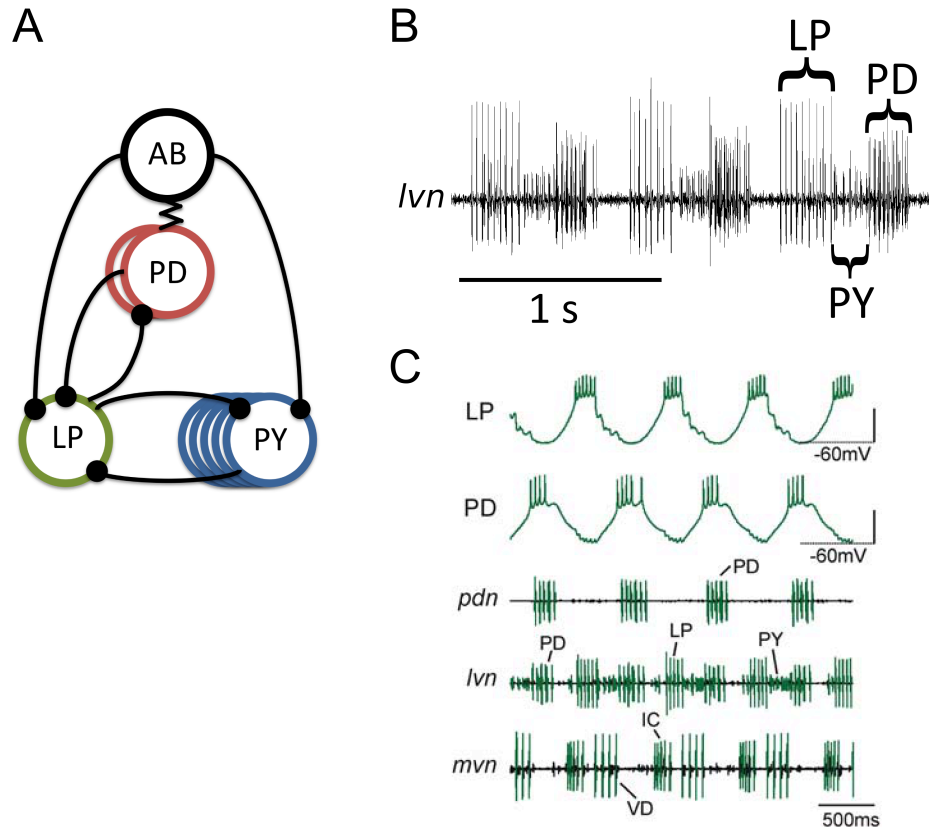 A
AB
PD
LP
PY
B
LP
PD
lvn
PY
1 s
C
LP
-60mV
PD
-60mV
PD
pdn
PD
LP
PY
lvn
IC
mvn
VD
500ms